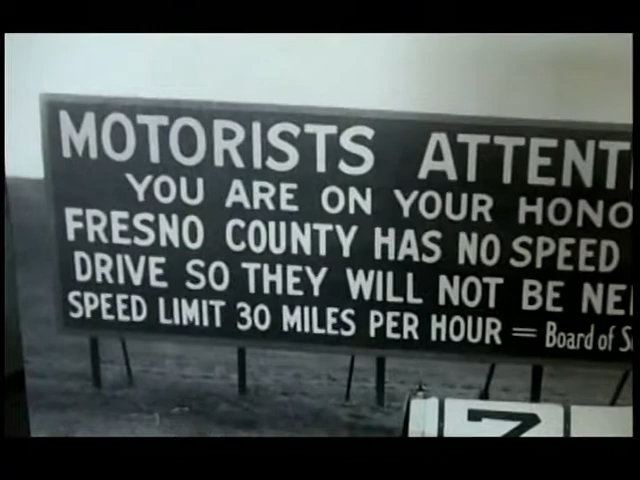 MOTORISTS ATTENT
YOU ARE ON YOUR HONO
FRESNO COUNTY HAS NO SPEED
DRIVE SO THEY WILL NOT BE NE
SPEED LIMIT 30 MILES PER HOUR = Board of S
7